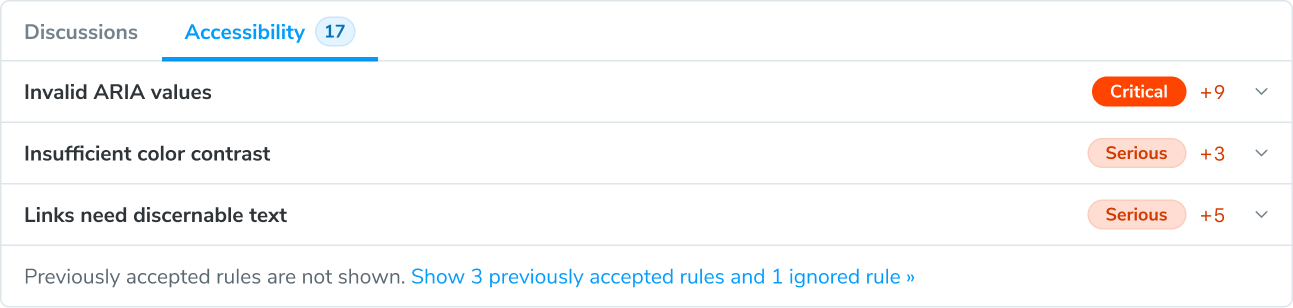 Discussions Accessibility 17
Invalid ARIA values Critical +9
Insufficient color contrast Serious +3
Links need discernable text Serious +5
Previously accepted rules are not shown. Show 3 previously accepted rules and 1 ignored rule »